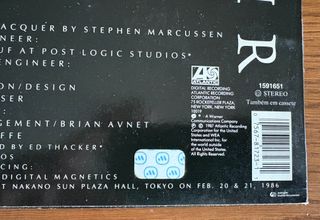 ACQUER BY STEPHEN MARCUSSEN
NEER:
UF AT POST LOGIC STUDIOS*
ENGINEER:
ON/DESIGN
SER
GEMENT/BRIAN AVNET
FFE
D BY ED THACKER*
OS
CING:
DIGITAL MAGNETICS
T NAKANO SUN PLAZA HALL, TOKYO ON FEB. 20 & 21, 1986
R
ATLANTIC
DIGITAL RECORDING
ATLANTIC RECORDING
CORPORATION
75 ROCKEFELLER PLAZA,
NEW YORK, NEW YORK
10019
A Warner
Communications Company
℗ © 1987 Atlantic Recording
Corporation for the United
States and WEA
International Inc. for
the world outside
of the United States.
All Rights Reserved.
1591651
STEREO
Também em cassete